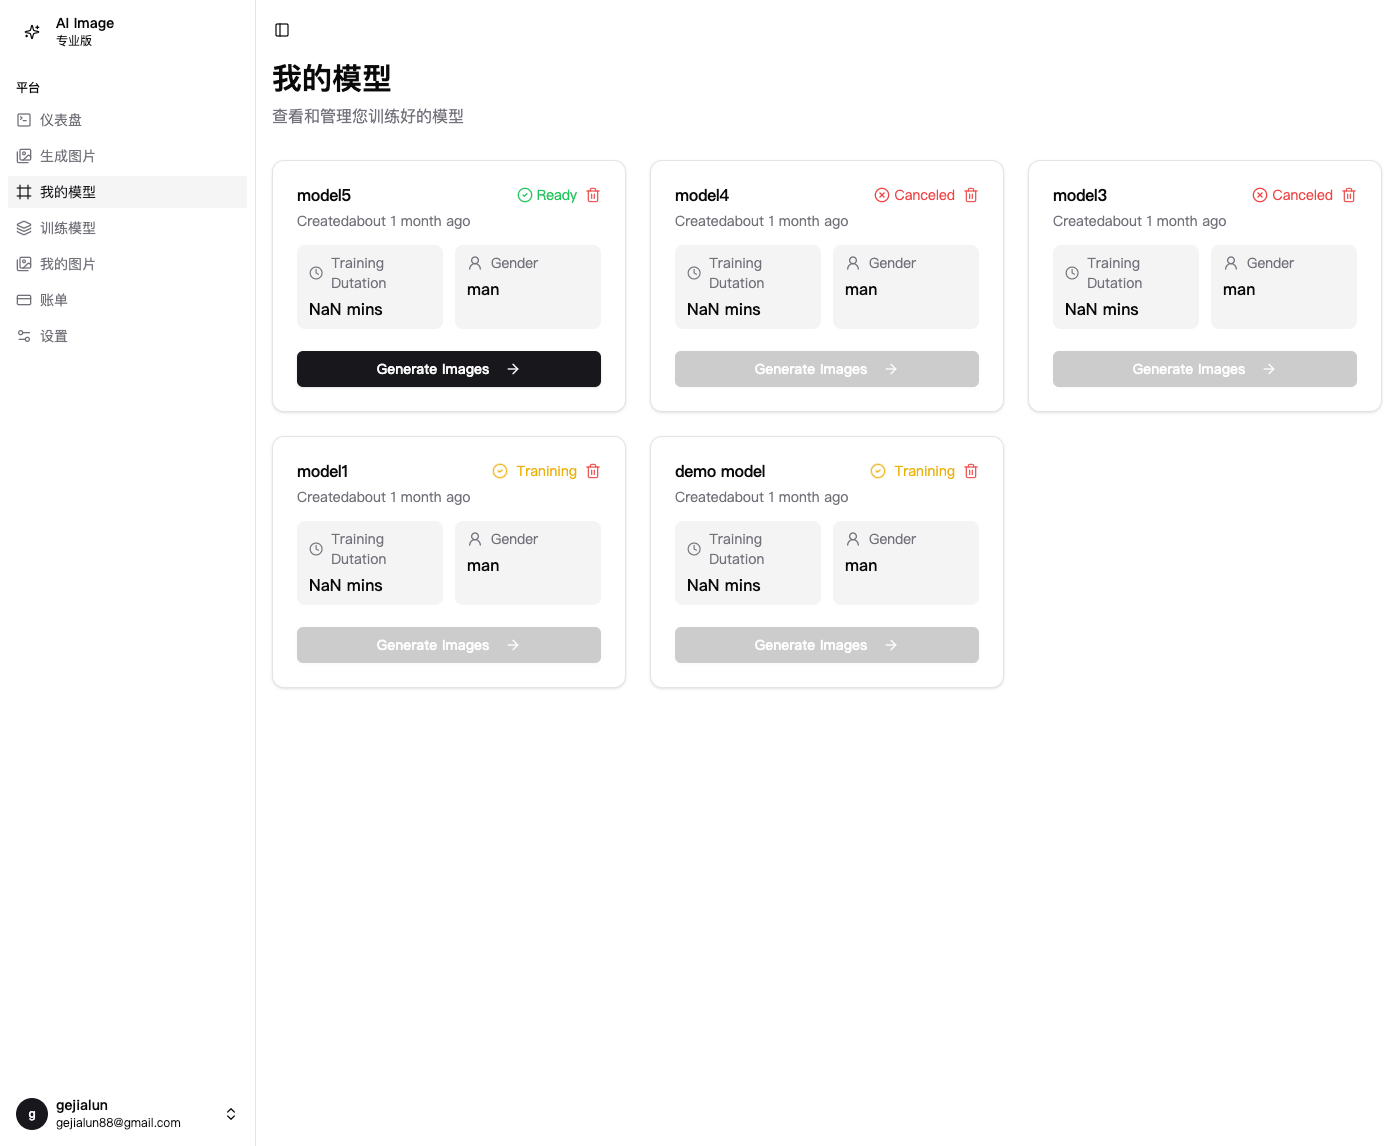 AI Image
专业版
平台
仪表盘
生成图片
我的模型
训练模型
我的图片
账单
设置
gejialun
g
gejialun88@gmail.com
我的模型
查看和管理您训练好的模型
model5
Ready
Createdabout 1 month ago
Training
Dutation
NaN mins
Gender
man
Generate Images
model4
Canceled
Createdabout 1 month ago
Training
Dutation
NaN mins
Gender
man
Generate Images
model3
Canceled
Createdabout 1 month ago
Training
Dutation
NaN mins
Gender
man
Generate Images
model1
Tranining
Createdabout 1 month ago
Training
Dutation
NaN mins
Gender
man
Generate Images
demo model
Tranining
Createdabout 1 month ago
Training
Dutation
NaN mins
Gender
man
Generate Images